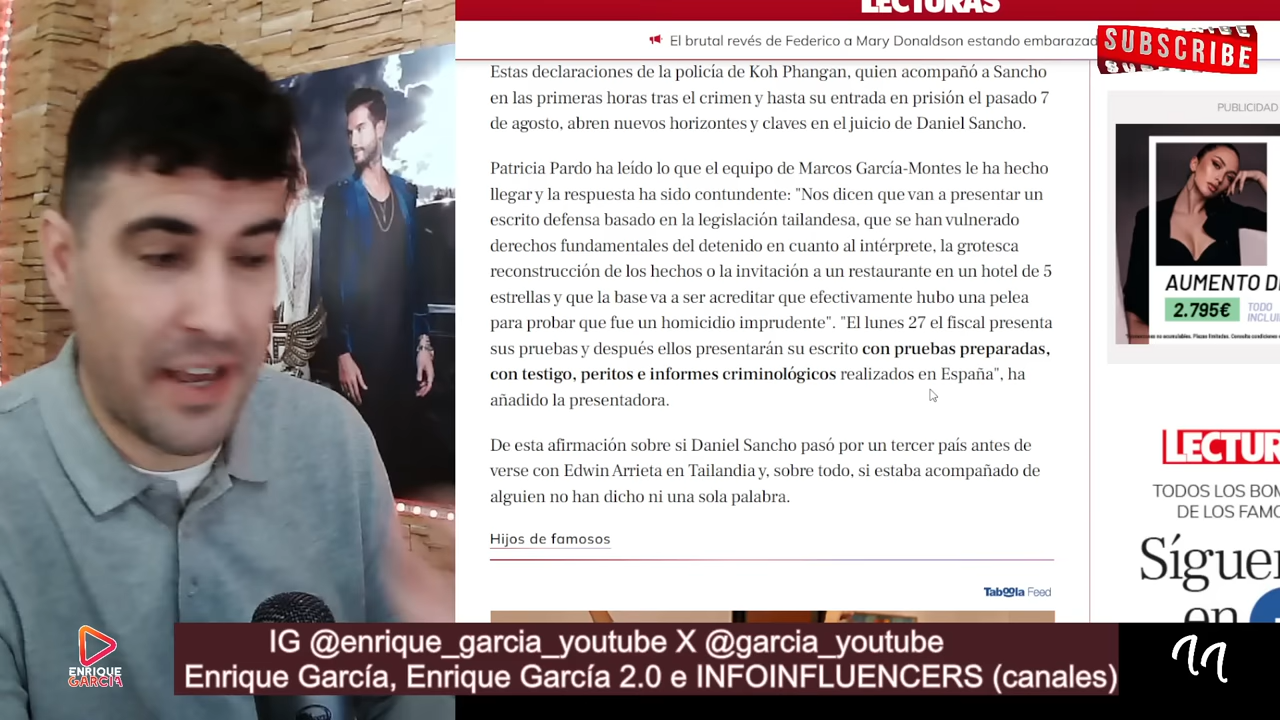 LECTURAS
El brutal revés de Federico a Mary Donaldson estando embarazad
SUBSCRIBE
Estas declaraciones de la policía de Koh Phangan, quien acompañó a Sancho
en las primeras horas tras el crimen y hasta su entrada en prisión el pasado 7
de agosto, abren nuevos horizontes y claves en el juicio de Daniel Sancho.
Patricia Pardo ha leído lo que el equipo de Marcos García-Montes le ha hecho
llegar y la respuesta ha sido contundente: "Nos dicen que van a presentar un
escrito defensa basado en la legislación tailandesa, que se han vulnerado
derechos fundamentales del detenido en cuanto al intérprete, la grotesca
reconstrucción de los hechos o la invitación a un restaurante en un hotel de 5
estrellas y que la base va a ser acreditar que efectivamente hubo una pelea
para probar que fue un homicidio imprudente". "El lunes 27 el fiscal presenta
sus pruebas y después ellos presentarán su escrito con pruebas preparadas,
con testigo, peritos e informes criminológicos realizados en España", ha
añadido la presentadora.
De esta afirmación sobre si Daniel Sancho pasó por un tercer país antes de
verse con Edwin Arrieta en Tailandia y, sobre todo, si estaba acompañado de
alguien no han dicho ni una sola palabra.
Hijos de famosos
Taboola Feed
PUBLICIDAD
AUMENTO D
2.795€
TODO
INCLUI
LECTUR
TODOS LOS BOM
DE LOS FAMO
Síguen
en
ENRIQUE
GARCÍA
IG @enrique_garcia_youtube X @garcia_youtube
Enrique García, Enrique García 2.0 e INFOINFLUENCERS (canales)